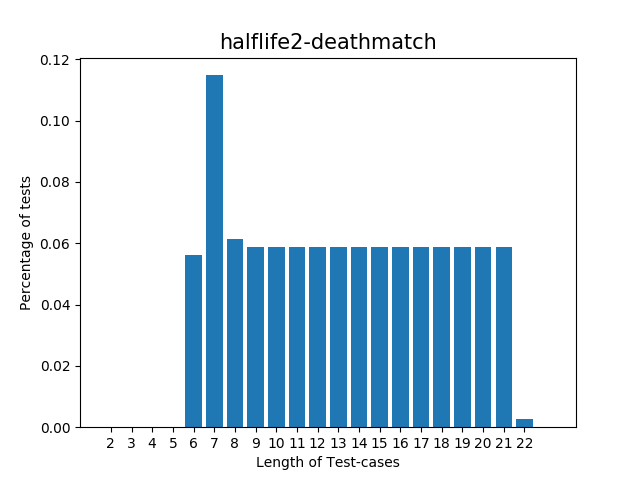 halflife2-deathmatch
0.12
0.10
0.08
0.06
0.04
0.02
0.00
Percentage of tests
2 3 4 5 6 7 8 9 10 11 12 13 14 15 16 17 18 19 20 21 22
Length of Test-cases